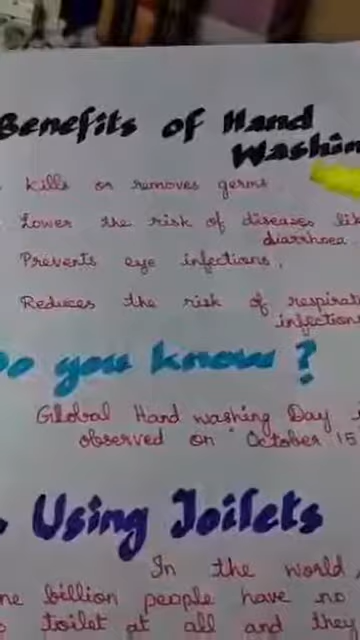 Benefits of Hand
Washin
kills or removes germs.
Lower the risk of diseases lik
diarrhoea
Prevents eye infections.
Reduces the risk of respirat
infection
Do you know?
Global Hand washing Day i
observed on October 15
Using Toilets
In the world,
ne billion people have no
toilet at all and they